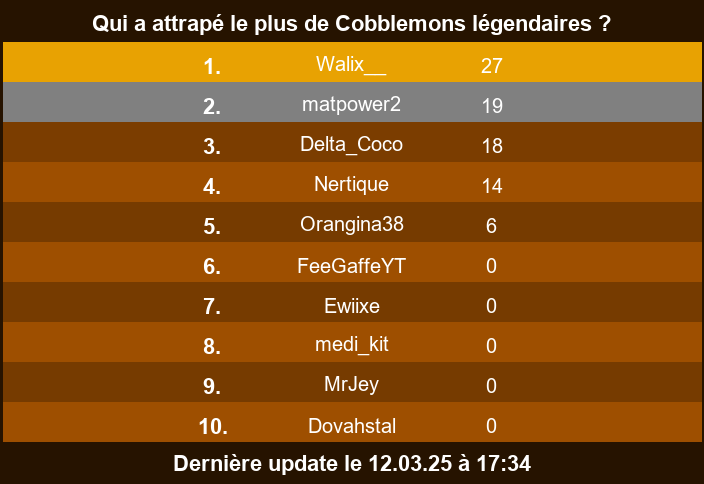 Qui a attrapé le plus de Cobblemons légendaires ?
1. Walix__ 27
2. matpower2 19
3. Delta_Coco 18
4. Nertique 14
5. Orangina38 6
6. FeeGaffeYT 0
7. Ewiixe 0
8. medi_kit 0
9. MrJey 0
10. Dovahstal 0
Dernière update le 12.03.25 à 17:34